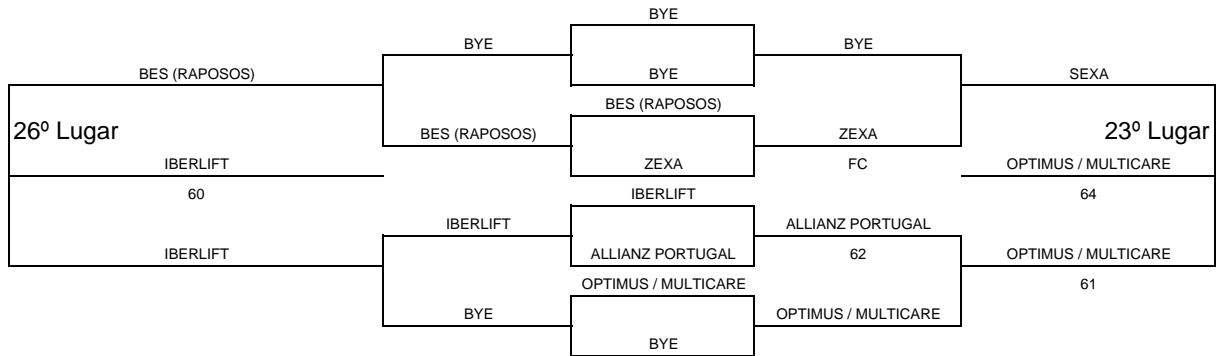 BYE
BYE
BYE
BES (RAPOSOS)
BYE
SEXA
BES (RAPOSOS)
26º Lugar
BES (RAPOSOS)
ZEXA
23º Lugar
IBERLIFT
ZEXA
FC
OPTIMUS / MULTICARE
60
64
IBERLIFT
IBERLIFT
ALLIANZ PORTUGAL
IBERLIFT
ALLIANZ PORTUGAL
62
OPTIMUS / MULTICARE
OPTIMUS / MULTICARE
61
BYE
OPTIMUS / MULTICARE
BYE